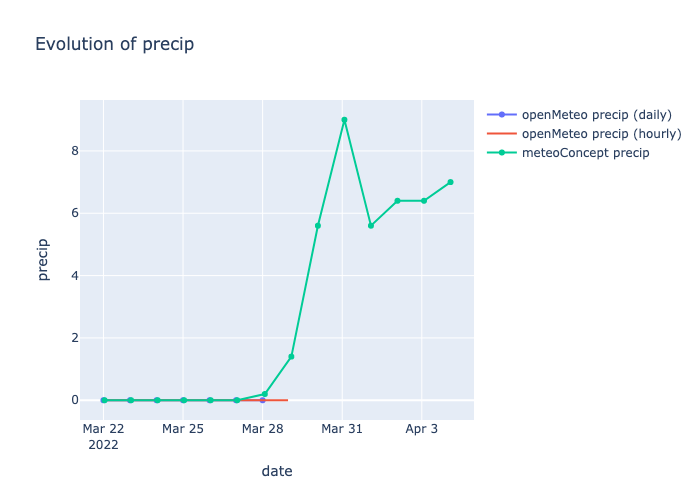 Evolution of precip
openMeteo precip (daily)
openMeteo precip (hourly)
meteoConcept precip
precip
8
6
4
2
0
Mar 22
2022
Mar 25
Mar 28
Mar 31
Apr 3
date